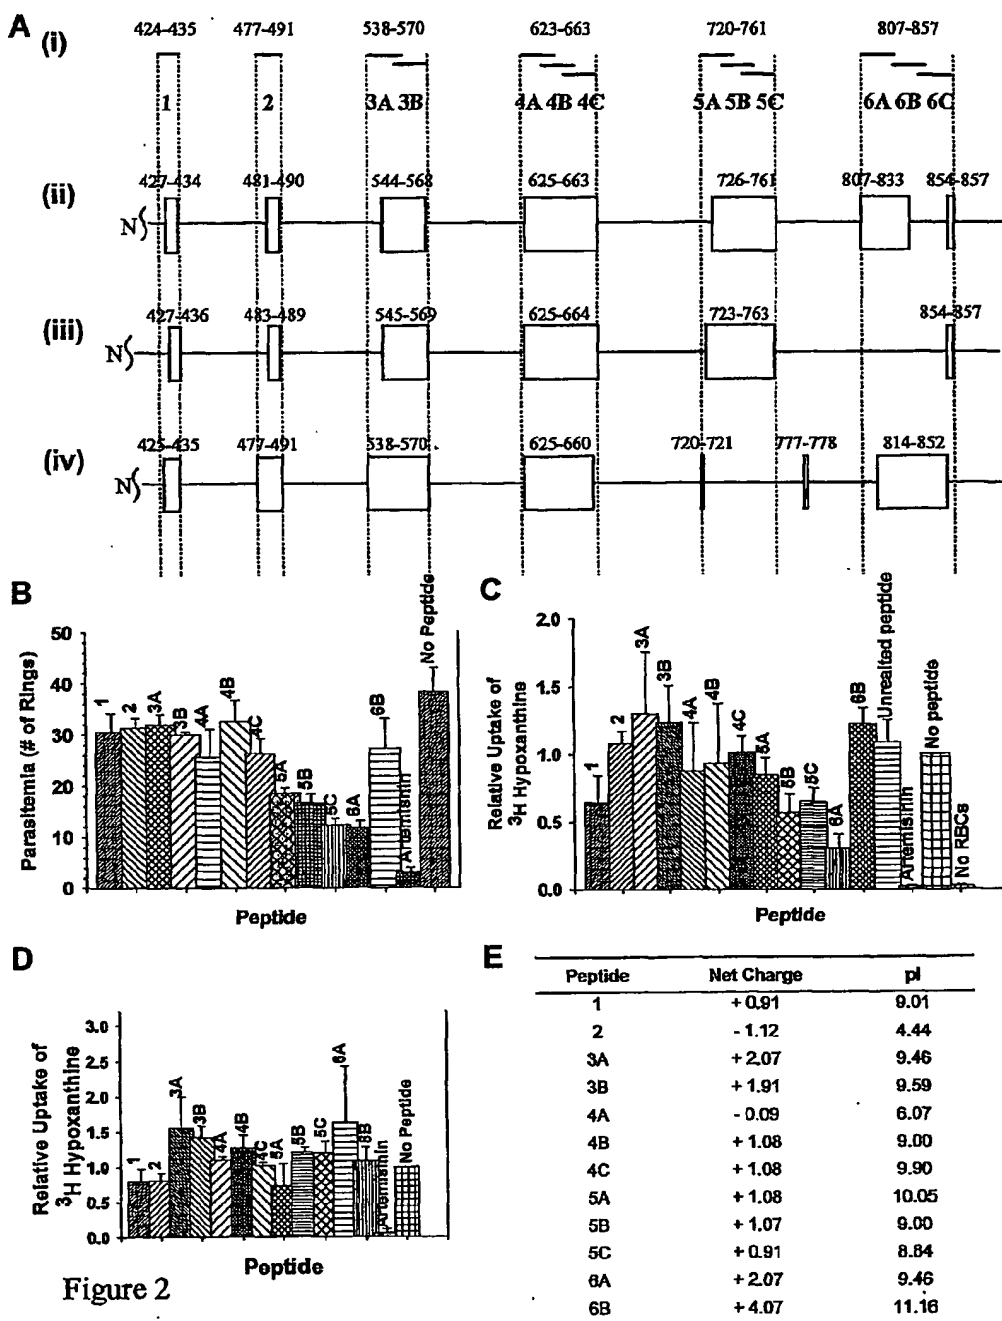 A
(i)
424-435 477-491 538-570 623-663 720-761 807-857
1 2 3A 3B 4A 4B 4C 5A 5B 5C 6A 6B 6C
(ii)
427-434 481-490 544-568 625-663 726-761 807-833 854-857
N
(iii)
427-436 483-489 545-569 625-664 723-763 854-857
N
(iv)
425-435 477-491 538-570 625-660 720-721 777-778 814-852
N
B
Parasitemia (# of Rings)
50
40
30
20
10
0
1 2 3A 3B 4A 4B 4C 5A 5B 5C 6A 6B Artemisnin No Peptide
Peptide
C
Relative Uptake of
3H Hypoxanthine
2.0
1.5
1.0
0.5
0.0
1 2 3A 3B 4A 4B 4C 5A 5B 5C 6A 6B Unrealted peptide Artemisinin No peptide No RBCs
Peptide
D
Relative Uptake of
3H Hypoxanthine
3.0
2.5
2.0
1.5
1.0
0.5
0.0
1 2 3A 3B 4A 4B 4C 5A 5B 5C 6A 6B Artemisinin No Peptide
Peptide
E
Peptide Net Charge pI
1 + 0.91 9.01
2 - 1.12 4.44
3A + 2.07 9.46
3B + 1.91 9.59
4A - 0.09 6.07
4B + 1.08 9.00
4C + 1.08 9.90
5A + 1.08 10.05
5B + 1.07 9.00
5C + 0.91 8.84
6A + 2.07 9.46
6B + 4.07 11.16
Figure 2